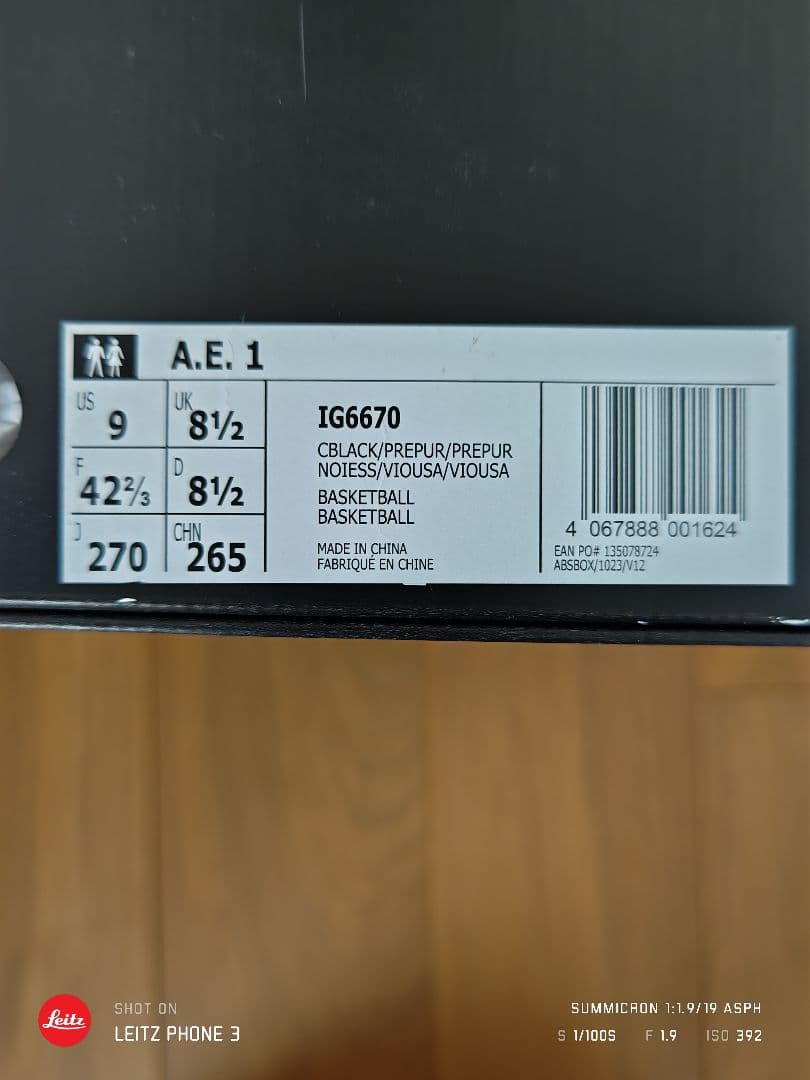 A.E. 1
US 9
UK 8½
F 42⅔
D 8½
J 270
CHN 265
IG6670
CBLACK/PREPUR/PREPUR
NOIESS/VIOUSA/VIOUSA
BASKETBALL
BASKETBALL
MADE IN CHINA
FABRIQUÉ EN CHINE
4 067888 001624
EAN PO# 135078724
ABSBOX/1023/V12
Leitz
SHOT ON
LEITZ PHONE 3
SUMMICRON 1:1.9/19 ASPH
S 1/100S F 1.9 ISO 392